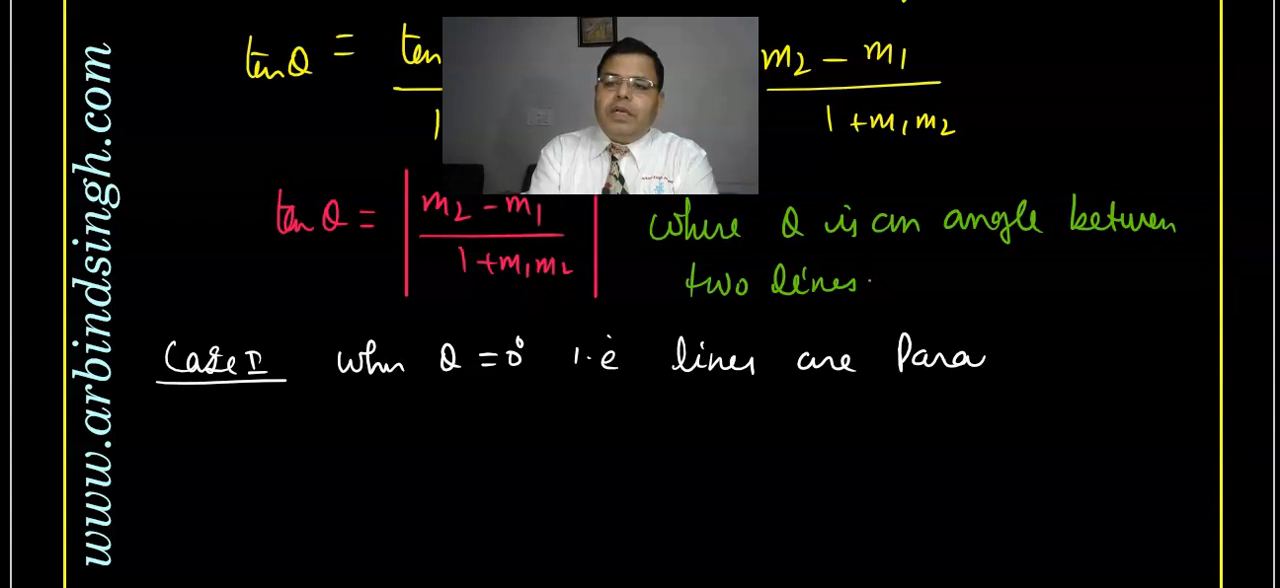 www.arbindsingh.com
tanθ = tan m2 - m1
1 1 + m1m2
tan θ = | m2 - m1 | where θ is an angle between
1 + m1m2 two lines.
Case I when θ = 0° i.e lines are Para